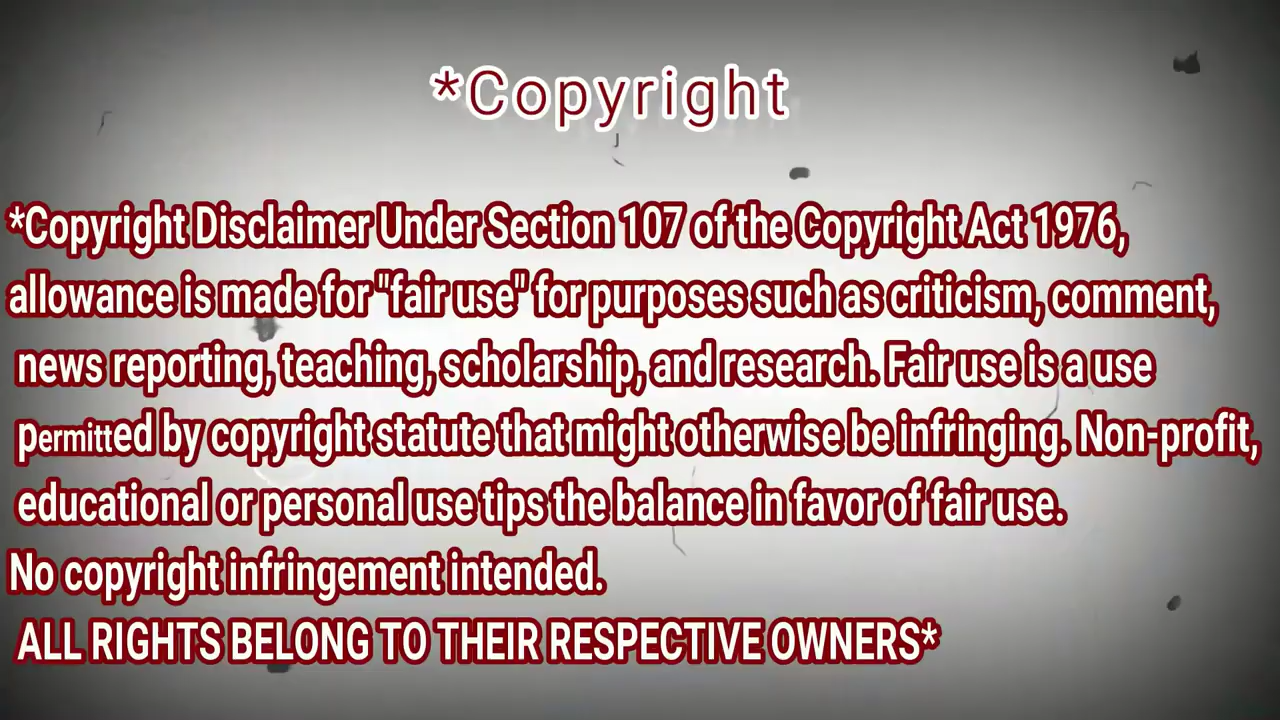 *Copyright
*Copyright Disclaimer Under Section 107 of the Copyright Act 1976,
allowance is made for "fair use" for purposes such as criticism, comment,
news reporting, teaching, scholarship, and research. Fair use is a use
permitted by copyright statute that might otherwise be infringing. Non-profit,
educational or personal use tips the balance in favor of fair use.
No copyright infringement intended.
ALL RIGHTS BELONG TO THEIR RESPECTIVE OWNERS*